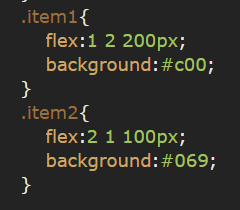 .item1{
flex:1 2 200px;
background:#c00;
}
.item2{
flex:2 1 100px;
background:#069;
}